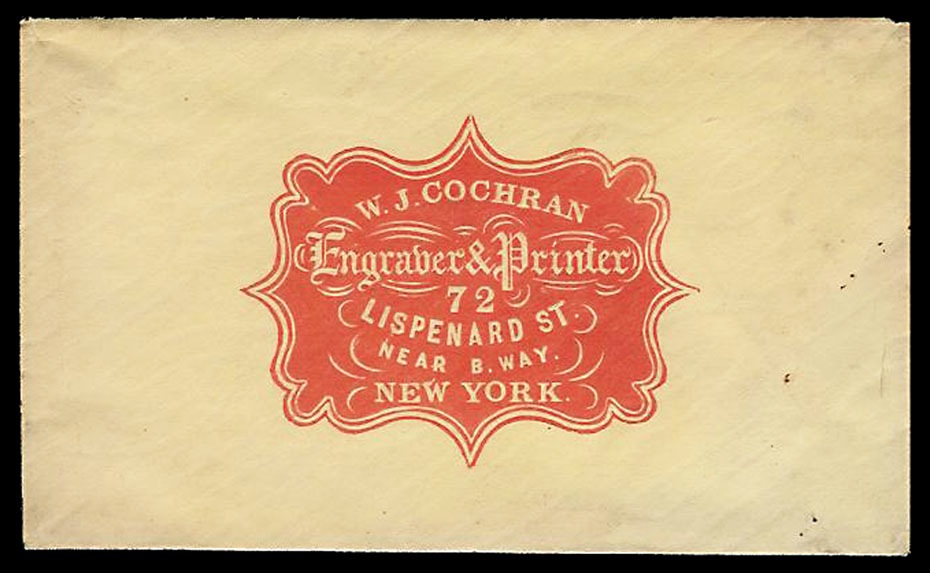 W. J. COCHRAN
Engraver & Printer
72
LISPENARD ST.
NEAR B. WAY.
NEW YORK.